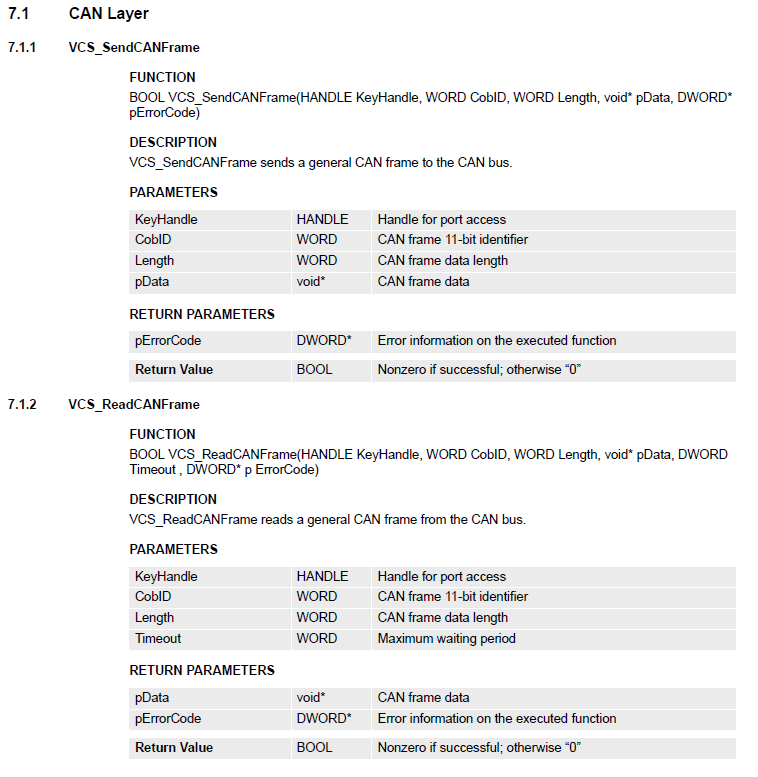 7.1 CAN Layer
7.1.1 VCS_SendCANFrame
FUNCTION
BOOL VCS_SendCANFrame(HANDLE KeyHandle, WORD CobID, WORD Length, void* pData, DWORD*
pErrorCode)
DESCRIPTION
VCS_SendCANFrame sends a general CAN frame to the CAN bus.
PARAMETERS
KeyHandle HANDLE Handle for port access
CobID WORD CAN frame 11-bit identifier
Length WORD CAN frame data length
pData void* CAN frame data
RETURN PARAMETERS
pErrorCode DWORD* Error information on the executed function
Return Value BOOL Nonzero if successful; otherwise “0”
7.1.2 VCS_ReadCANFrame
FUNCTION
BOOL VCS_ReadCANFrame(HANDLE KeyHandle, WORD CobID, WORD Length, void* pData, DWORD
Timeout , DWORD* p ErrorCode)
DESCRIPTION
VCS_ReadCANFrame reads a general CAN frame from the CAN bus.
PARAMETERS
KeyHandle HANDLE Handle for port access
CobID WORD CAN frame 11-bit identifier
Length WORD CAN frame data length
Timeout WORD Maximum waiting period
RETURN PARAMETERS
pData void* CAN frame data
pErrorCode DWORD* Error information on the executed function
Return Value BOOL Nonzero if successful; otherwise “0”